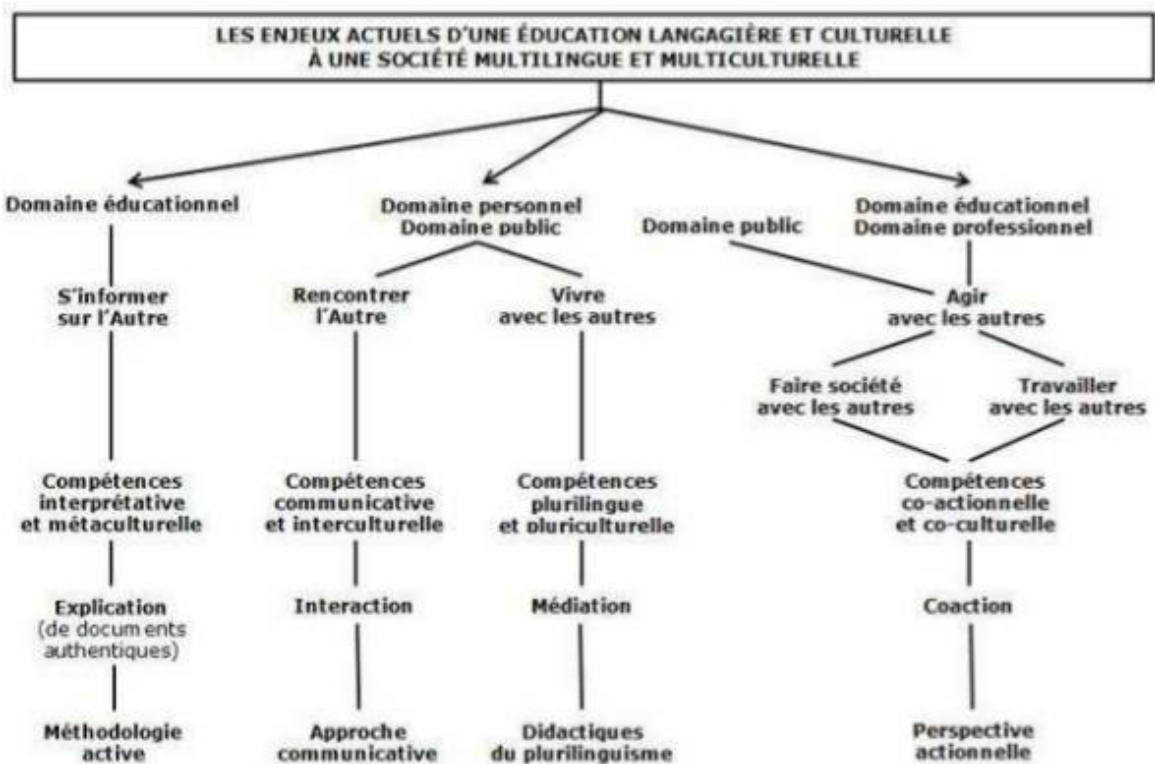 LES ENJEUX ACTUELS D'UNE ÉDUCATION LANGAGIÈRE ET CULTURELLE
À UNE SOCIÉTÉ MULTILINGUE ET MULTICULTURELLE
Domaine éducationnel
Domaine personnel
Domaine public
Domaine public
Domaine éducationnel
Domaine professionnel
S'informer
sur l'Autre
Rencontrer
l'Autre
Vivre
avec les autres
Agir
avec les autres
Faire société
avec les autres
Travailler
avec les autres
Compétences
interprétative
et métaculturelle
Compétences
communicative
et interculturelle
Compétences
plurilingue
et pluriculturelle
Compétences
co-actionnelle
et co-culturelle
Explication
(de documents
authentiques)
Interaction
Médiation
Coaction
Méthodologie
active
Approche
communicative
Didactiques
du plurilinguisme
Perspective
actionnelle